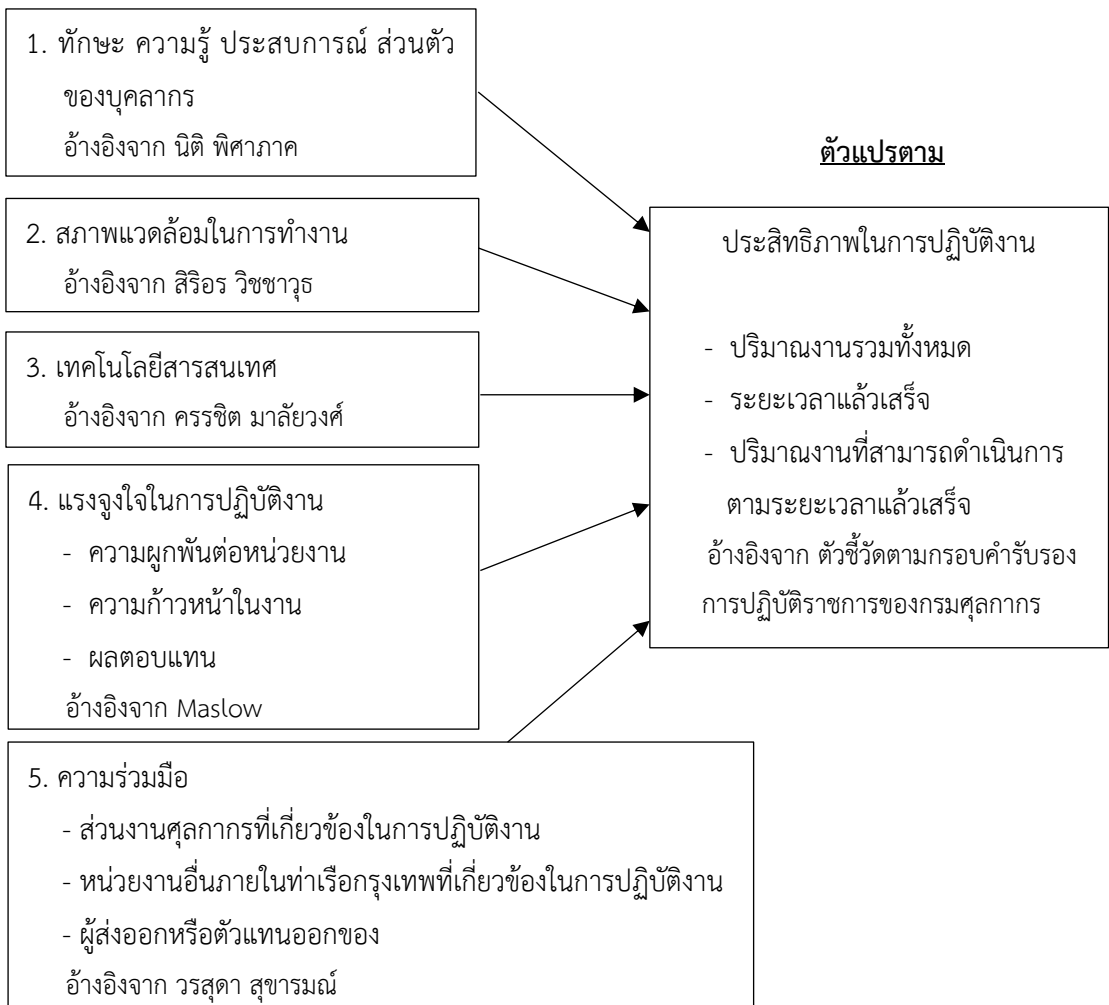 1. ทักษะ ความรู้ ประสบการณ์ ส่วนตัว
ของบุคลากร
อ้างอิงจาก นิติ พิศาภาค
2. สภาพแวดล้อมในการทำงาน
อ้างอิงจาก สิริอร วิชชาวุธ
3. เทคโนโลยีสารสนเทศ
อ้างอิงจาก ครรชิต มาลัยวงศ์
4. แรงจูงใจในการปฏิบัติงาน
- ความผูกพันต่อหน่วยงาน
- ความก้าวหน้าในงาน
- ผลตอบแทน
อ้างอิงจาก Maslow
5. ความร่วมมือ
- ส่วนงานศุลกากรที่เกี่ยวข้องในการปฏิบัติงาน
- หน่วยงานอื่นภายในท่าเรือกรุงเทพที่เกี่ยวข้องในการปฏิบัติงาน
- ผู้ส่งออกหรือตัวแทนออกของ
อ้างอิงจาก วรสุดา สุขารมณ์
ตัวแปรตาม
ประสิทธิภาพในการปฏิบัติงาน
- ปริมาณงานรวมทั้งหมด
- ระยะเวลาแล้วเสร็จ
- ปริมาณงานที่สามารถดำเนินการ
ตามระยะเวลาแล้วเสร็จ
อ้างอิงจาก ตัวชี้วัดตามกรอบคำรับรอง
การปฏิบัติราชการของกรมศุลกากร